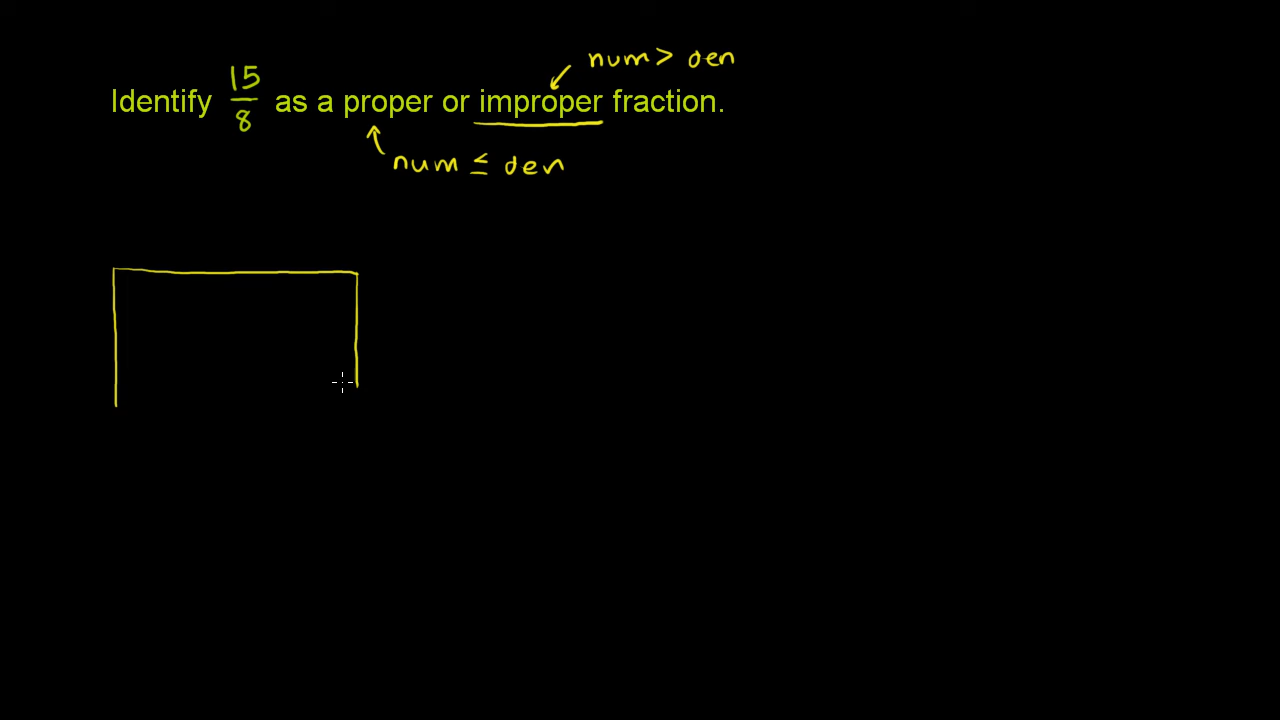 num > den
Identify 15/8 as a proper or improper fraction.
num ≤ den